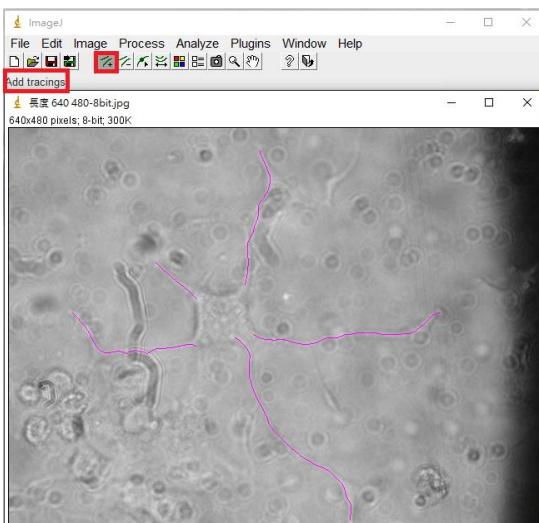 ImageJ
File Edit Image Process Analyze Plugins Window Help
Add tracings
長度 640 480-8bit.jpg
640x480 pixels; 8-bit; 300K